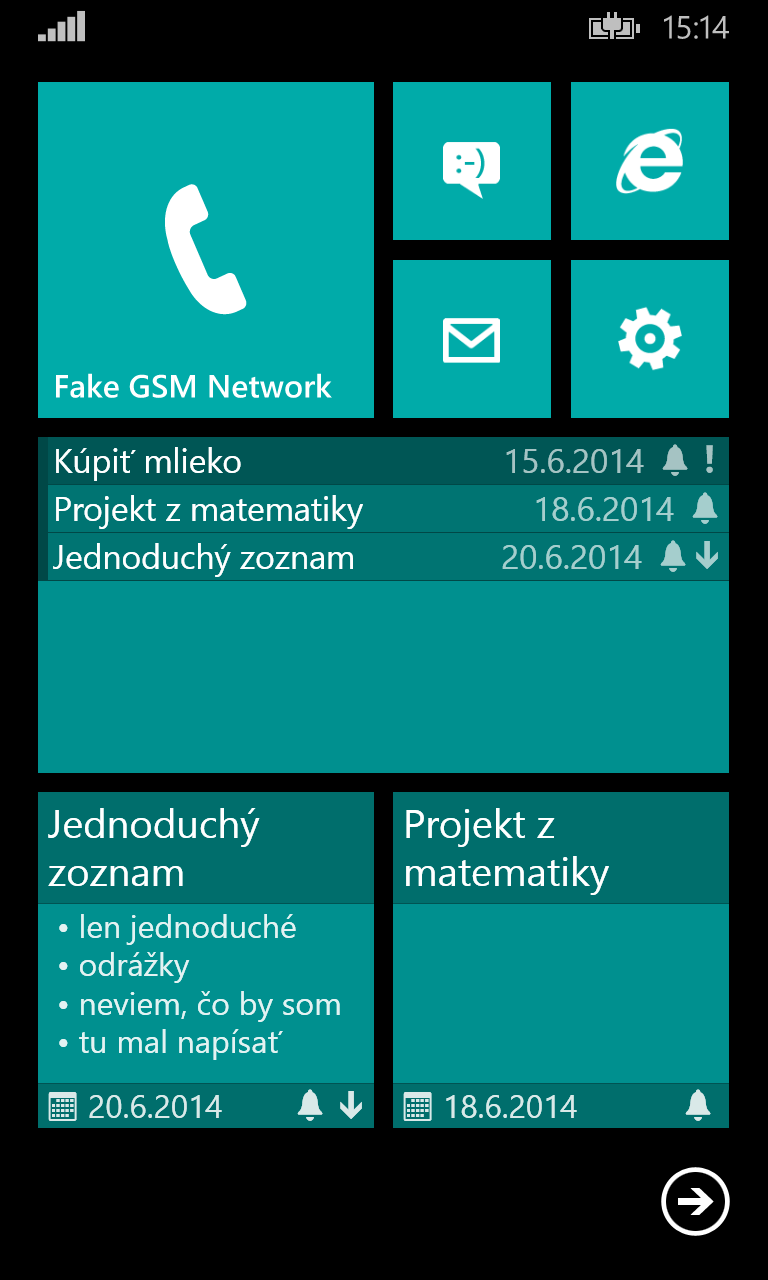 15:14
:-)
Fake GSM Network
Kúpiť mlieko 15.6.2014 !
Projekt z matematiky 18.6.2014
Jednoduchý zoznam 20.6.2014
Jednoduchý
zoznam
• len jednoduché
• odrážky
• neviem, čo by som
• tu mal napísať
20.6.2014
Projekt z
matematiky
18.6.2014